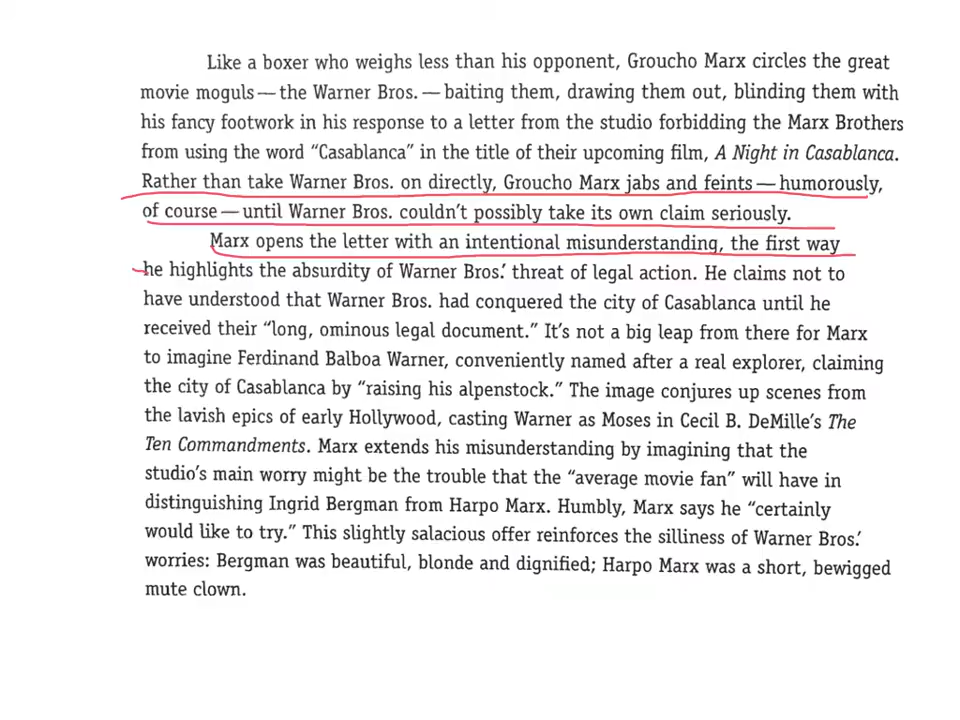 Like a boxer who weighs less than his opponent, Groucho Marx circles the great
movie moguls — the Warner Bros. — baiting them, drawing them out, blinding them with
his fancy footwork in his response to a letter from the studio forbidding the Marx Brothers
from using the word “Casablanca” in the title of their upcoming film, A Night in Casablanca.
Rather than take Warner Bros. on directly, Groucho Marx jabs and feints — humorously,
of course — until Warner Bros. couldn’t possibly take its own claim seriously.
Marx opens the letter with an intentional misunderstanding, the first way
he highlights the absurdity of Warner Bros.’ threat of legal action. He claims not to
have understood that Warner Bros. had conquered the city of Casablanca until he
received their “long, ominous legal document.” It’s not a big leap from there for Marx
to imagine Ferdinand Balboa Warner, conveniently named after a real explorer, claiming
the city of Casablanca by “raising his alpenstock.” The image conjures up scenes from
the lavish epics of early Hollywood, casting Warner as Moses in Cecil B. DeMille’s The
Ten Commandments. Marx extends his misunderstanding by imagining that the
studio’s main worry might be the trouble that the “average movie fan” will have in
distinguishing Ingrid Bergman from Harpo Marx. Humbly, Marx says he “certainly
would like to try.” This slightly salacious offer reinforces the silliness of Warner Bros.’
worries: Bergman was beautiful, blonde and dignified; Harpo Marx was a short, bewigged
mute clown.